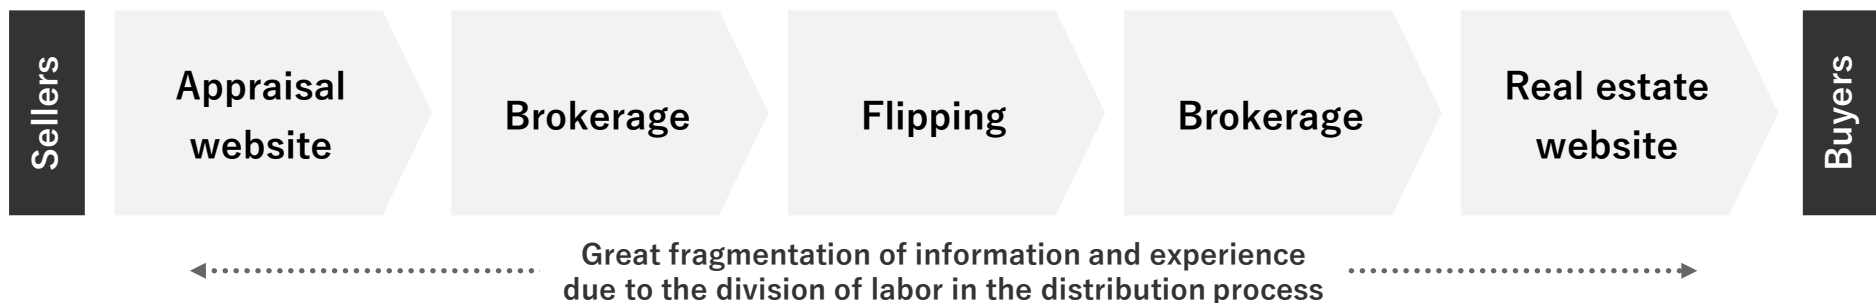 Sellers
Appraisal
website
Brokerage
Flipping
Brokerage
Real estate
website
Buyers
Great fragmentation of information and experience
due to the division of labor in the distribution process